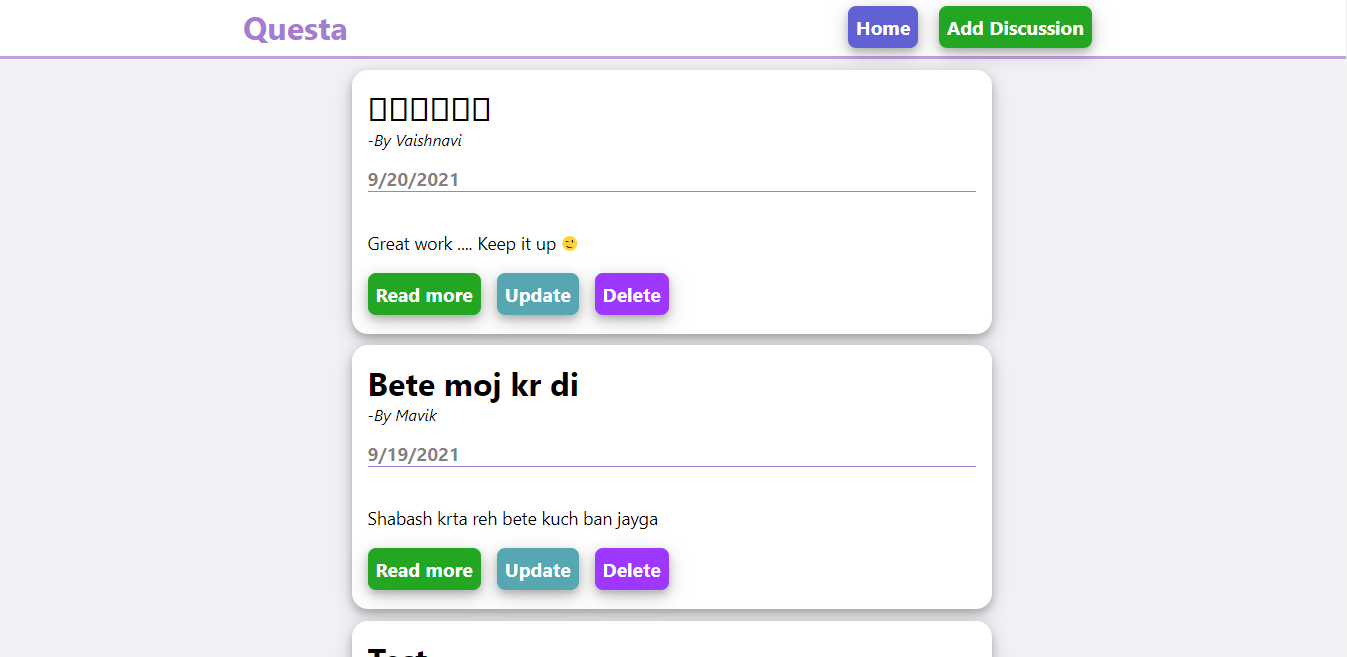 Questa
Home
Add Discussion
-By Vaishnavi
9/20/2021
Great work .... Keep it up 🙂
Read more
Update
Delete
Bete moj kr di
-By Mavik
9/19/2021
Shabash krta reh bete kuch ban jayga
Read more
Update
Delete